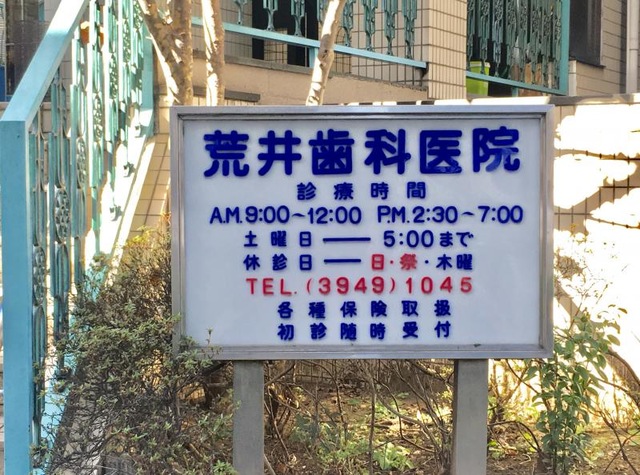 荒井歯科医院
診療時間
A.M.9:00~12:00 P.M.2:30~7:00
土曜日 ── 5:00まで
休診日 ── 日・祭・木曜
TEL.(3949)1045
各種保険取扱
初診随時受付